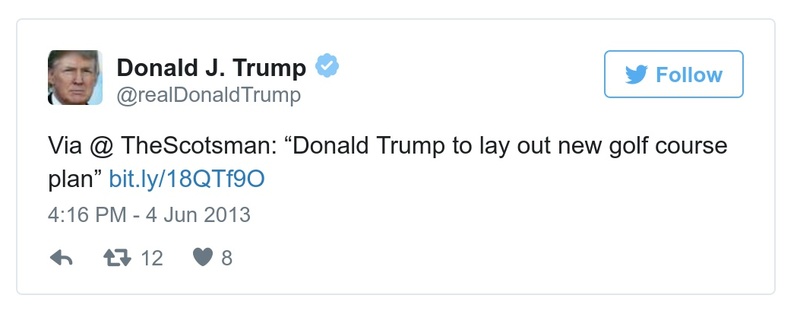 Donald J. Trump
@realDonaldTrump
Follow
Via @ TheScotsman: “Donald Trump to lay out new golf course
plan” bit.ly/18QTf9O
4:16 PM - 4 Jun 2013
12 8